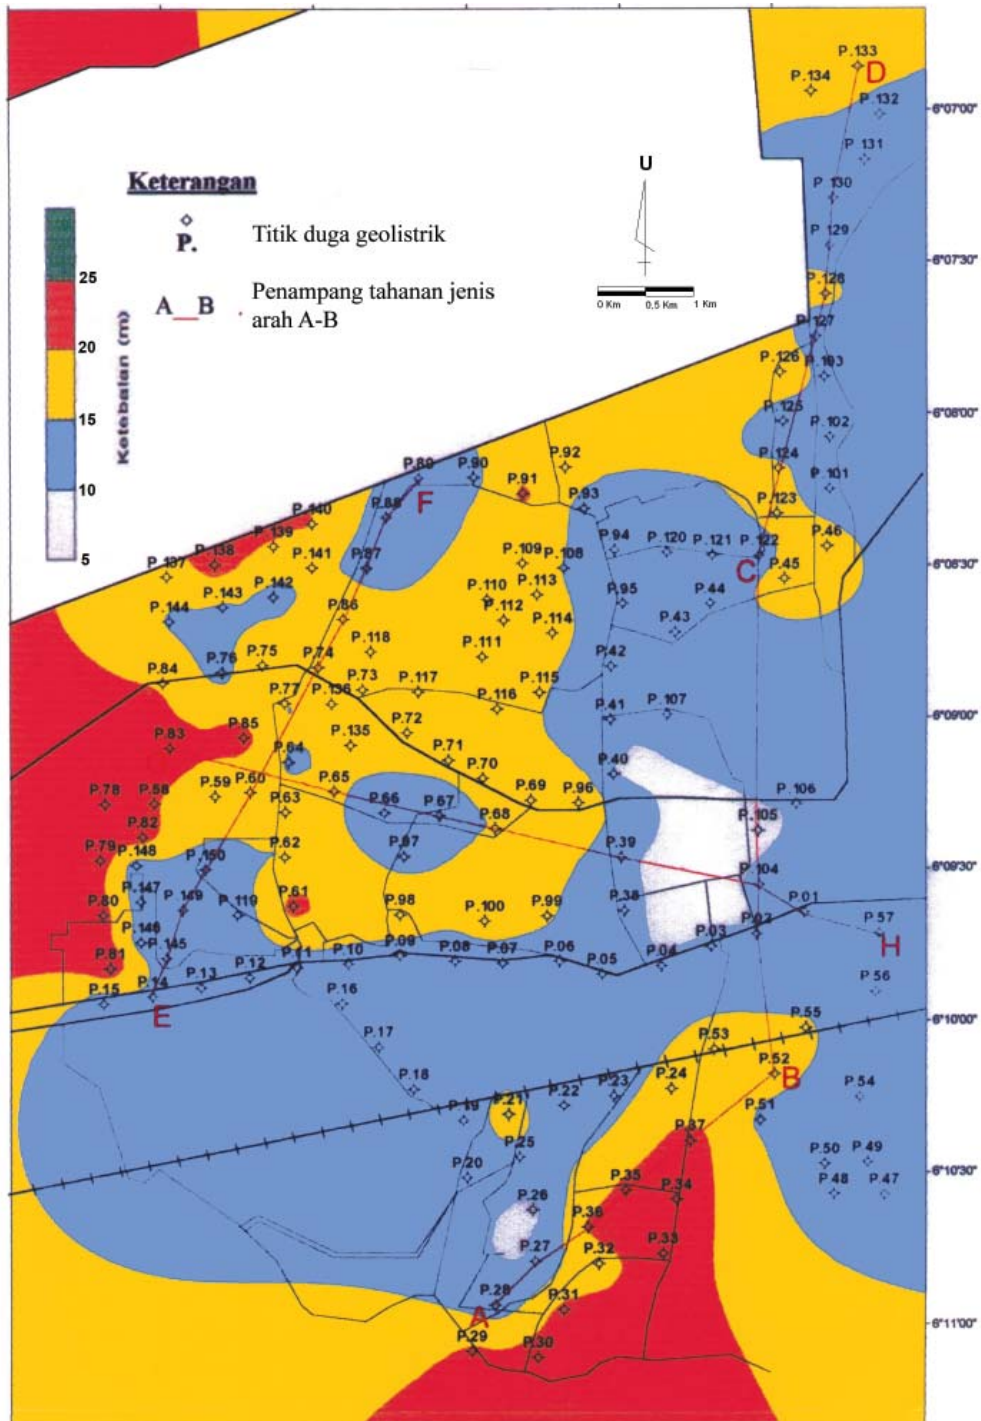 P.133
D
P.134
P.132
6°07'00"
P.131
Keterangan
U
P. 130
P.
Titik duga geolistrik
P. 129
6°07'30"
25
P. 128
A__B
Penampang tahanan jenis
arah A-B
0 Km
0,5 Km
1 Km
20
P.127
Ketebalan (m)
P.126
P.103
6°08'00"
15
P.125
P. 102
P.92
P.124
P.89
P.90
P. 101
10
P.91
F
P.93
P.88
P.123
P.140
P. 139
P.94
P.120
P. 121
P. 122
P.46
5
P. 138
P.141
P. 109
P. 108
C
P.137
P.87
P.45
6°08'30"
P. 142
P. 110
P. 113
P.143
P.95
P.44
P.144
P.86
P. 112
P. 114
P.43
P.118
P. 111
P.75
P.74
P.42
P.84
P.76
P.73
P.117
P.115
P.77
P.136
P. 116
P.41
P.107
6°09'00"
P.85
P.72
P.83
P.135
P.64
P.71
P.70
P.40
P.78
P.58
P.59
P. 60
P.65
P.69
P.96
P. 106
P.63
P.66
P.67
P.68
P.105
P.82
P.79
P.148
P.150
P.62
P.97
P.39
6°09'30"
P. 104
P.147
P. 149
P.61
P.38
P.01
P.80
P.119
P.98
P. 100
P.99
P.57
P. 146
P.02
P.03
H
P.145
P.81
P.11
P.10
P.09
P.08
P.07
P.06
P.05
P.04
P.12
P.13
P.14
P.15
P.56
E
P.16
6°10'00"
P.55
P.17
P.53
P.52
B
P.18
P.24
P.54
P.23
P.22
P.21
P.19
P.51
P.37
P.25
P.50
P.49
P.20
6°10'30"
P.35
P.34
P.48
P.47
P.26
P.36
P.33
P.27
P.32
P.28
A
P.31
6°11'00"
P.29
P.30